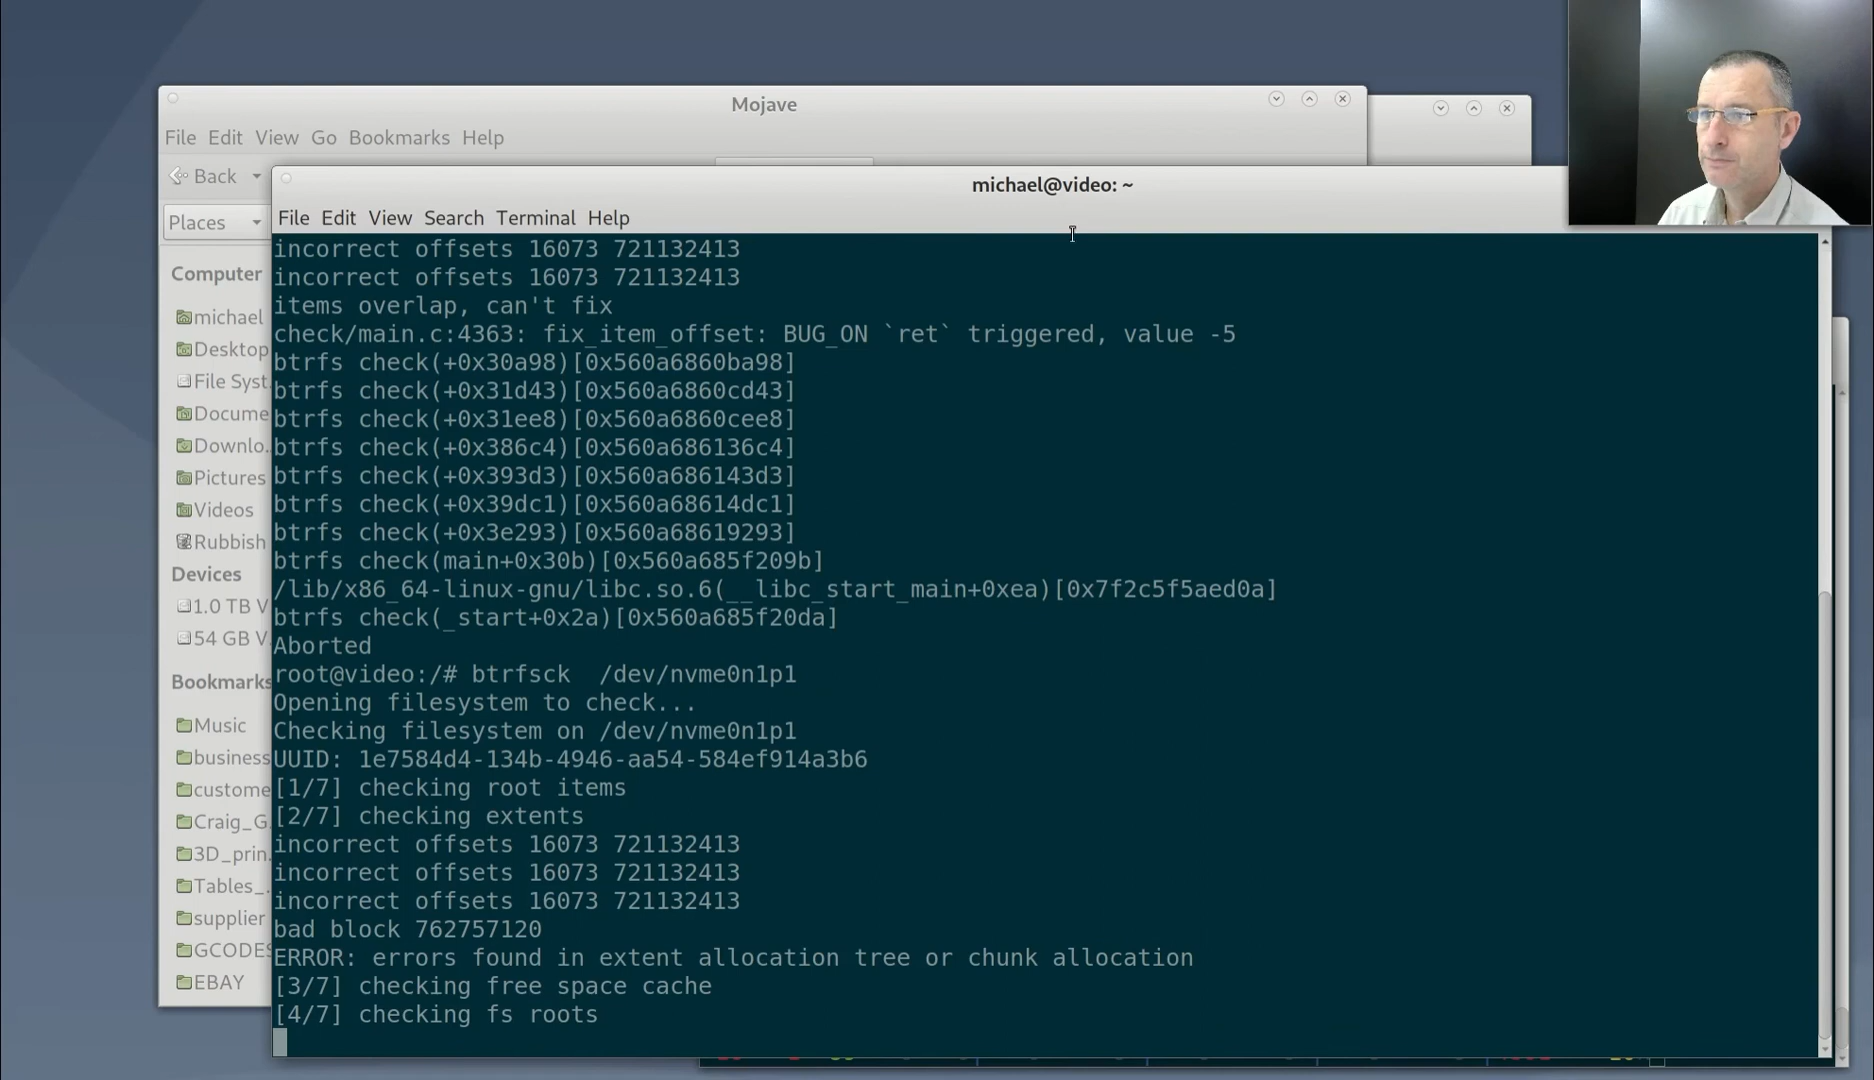 Mojave
File Edit View Go Bookmarks Help
Back
Places
Computer
michael
Desktop
File Syst.
Docume
Downlo.
Pictures
Videos
Rubbish
Devices
1.0 TB V
54 GB V.
Bookmarks
Music
business
custome
Craig_G.
3D_prin.
Tables_.
supplier
GCODES
EBAY
michael@video: ~
File Edit View Search Terminal Help
incorrect offsets 16073 721132413
incorrect offsets 16073 721132413
items overlap, can't fix
check/main.c:4363: fix_item_offset: BUG_ON `ret` triggered, value -5
btrfs check(+0x30a98)[0x560a6860ba98]
btrfs check(+0x31d43)[0x560a6860cd43]
btrfs check(+0x31ee8)[0x560a6860cee8]
btrfs check(+0x386c4)[0x560a686136c4]
btrfs check(+0x393d3)[0x560a686143d3]
btrfs check(+0x39dc1)[0x560a68614dc1]
btrfs check(+0x3e293)[0x560a68619293]
btrfs check(main+0x30b)[0x560a685f209b]
/lib/x86_64-linux-gnu/libc.so.6(__libc_start_main+0xea)[0x7f2c5f5aed0a]
btrfs check(_start+0x2a)[0x560a685f20da]
Aborted
root@video:/# btrfsck  /dev/nvme0n1p1
Opening filesystem to check...
Checking filesystem on /dev/nvme0n1p1
UUID: 1e7584d4-134b-4946-aa54-584ef914a3b6
[1/7] checking root items
[2/7] checking extents
incorrect offsets 16073 721132413
incorrect offsets 16073 721132413
incorrect offsets 16073 721132413
bad block 762757120
ERROR: errors found in extent allocation tree or chunk allocation
[3/7] checking free space cache
[4/7] checking fs roots